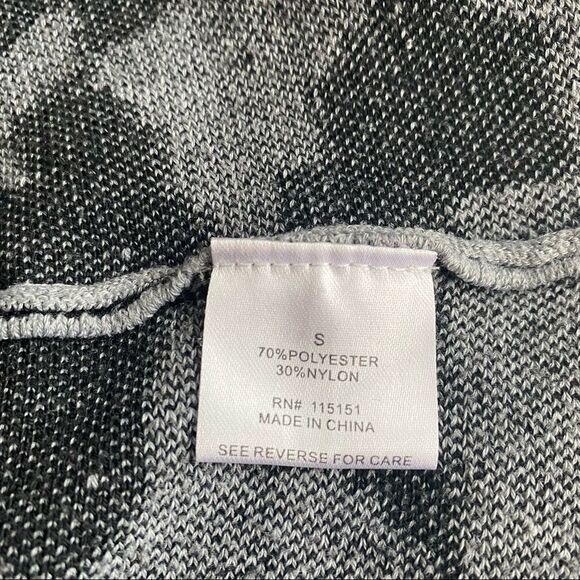 S
70%POLYESTER
30%NYLON
RN# 115151
MADE IN CHINA
SEE REVERSE FOR CARE